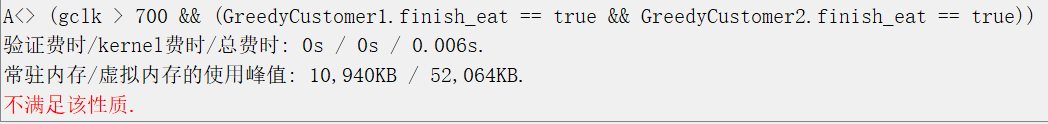 A<> (gclk > 700 && (GreedyCustomer1.finish_eat == true && GreedyCustomer2.finish_eat == true))
验证费时/kernel费时/总费时: 0s / 0s / 0.006s.
常驻内存/虚拟内存的使用峰值: 10,940KB / 52,064KB.
不满足该性质.